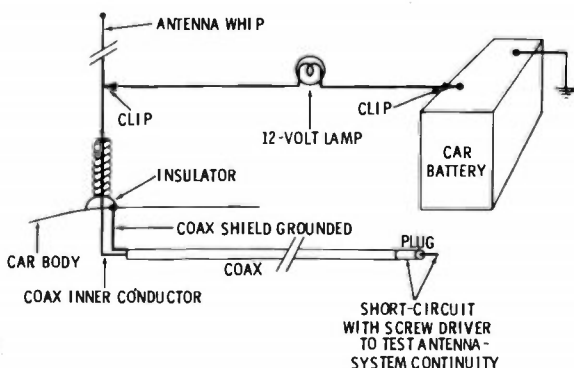 ANTENNA WHIP
CLIP
12-VOLT LAMP
CLIP
CAR
BATTERY
INSULATOR
COAX SHIELD GROUNDED
CAR BODY
COAX
PLUG
COAX INNER CONDUCTOR
SHORT-CIRCUIT
WITH SCREW DRIVER
TO TEST ANTENNA-
SYSTEM CONTINUITY